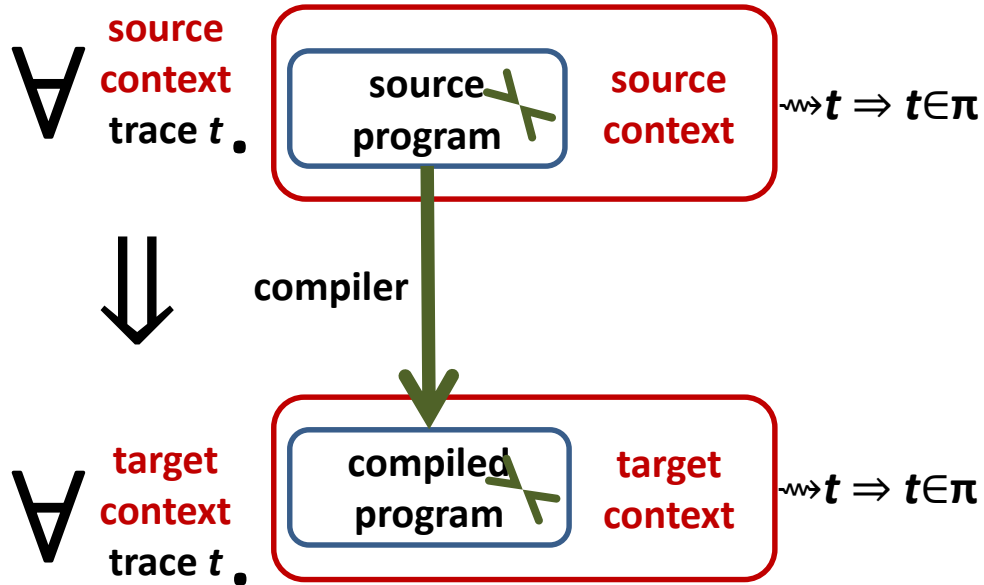 ∀ source context trace t .
source program
source context
⇝ t ⇒ t∈π
⇓
compiler
∀ target context trace t .
compiled program
target context
⇝ t ⇒ t∈π